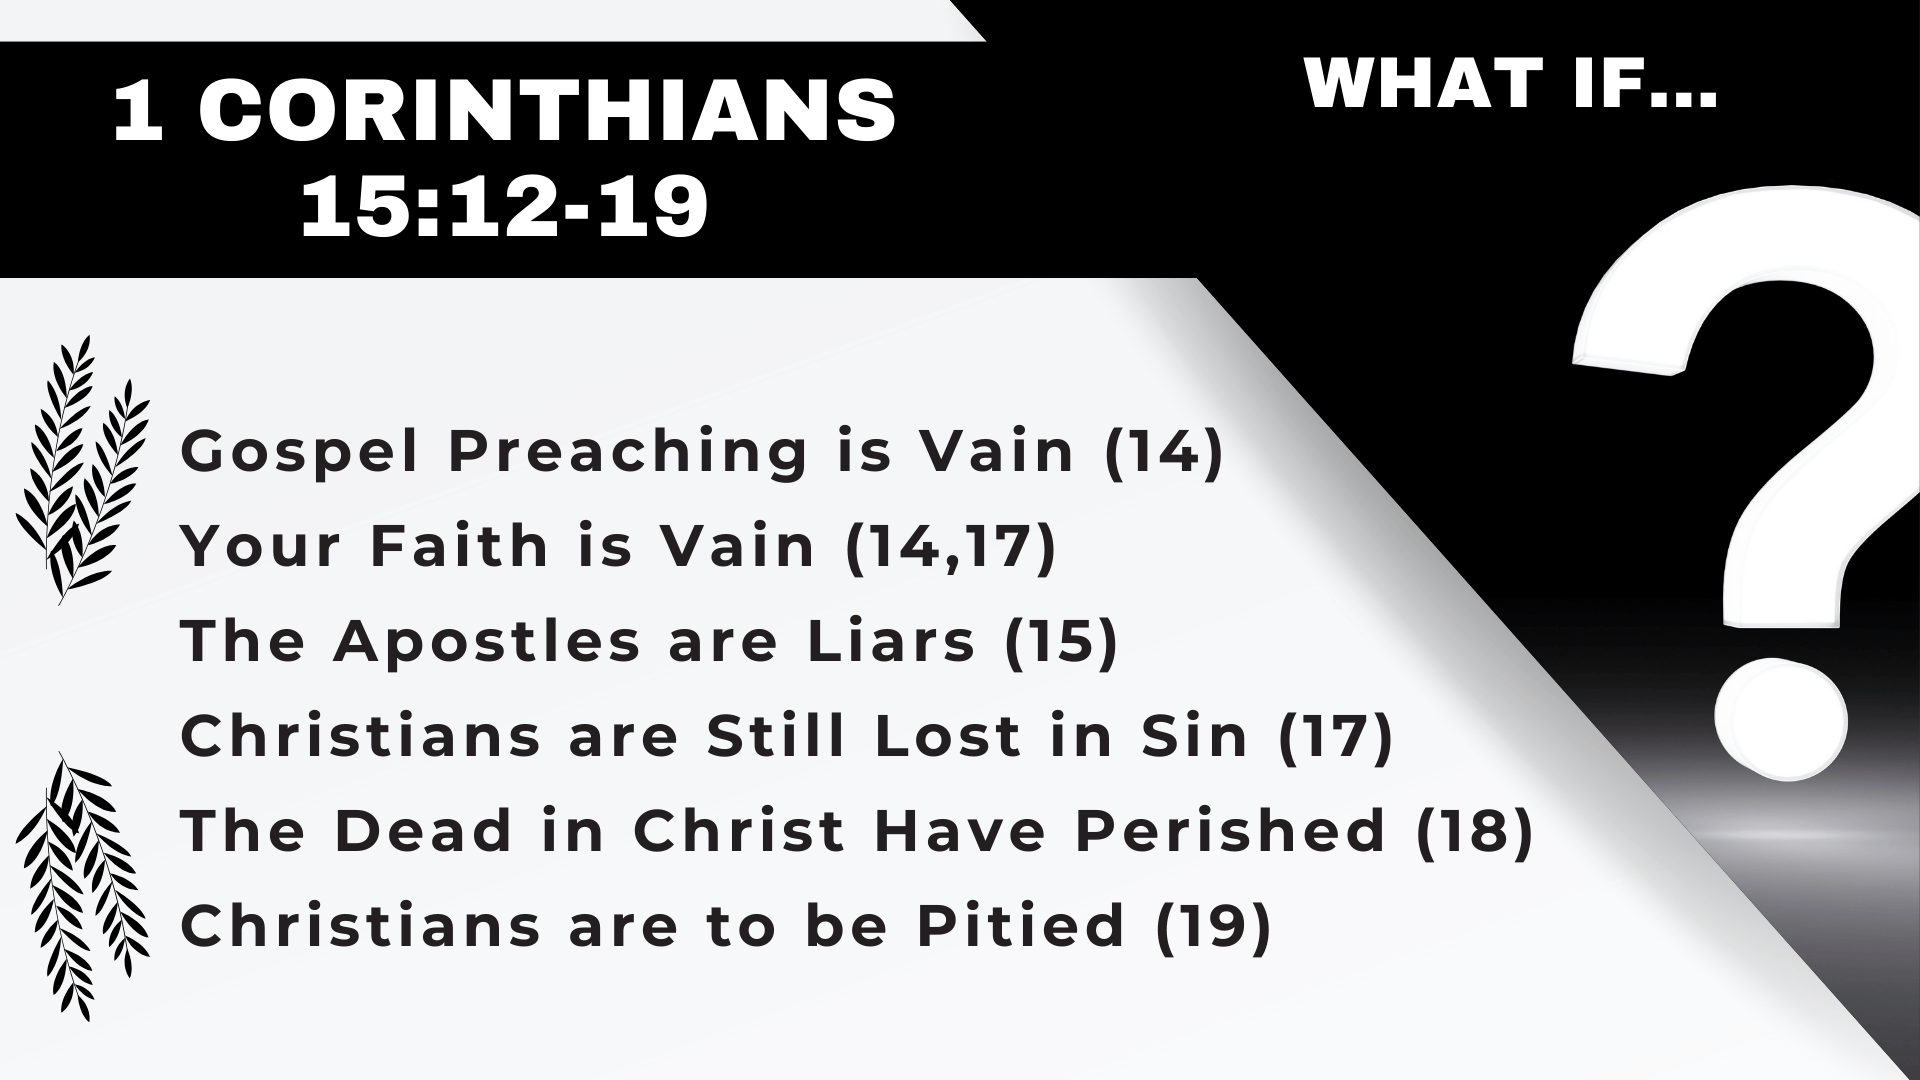 1 CORINTHIANS
15:12-19
WHAT IF...
Gospel Preaching is Vain (14)
Your Faith is Vain (14,17)
The Apostles are Liars (15)
Christians are Still Lost in Sin (17)
The Dead in Christ Have Perished (18)
Christians are to be Pitied (19)
?